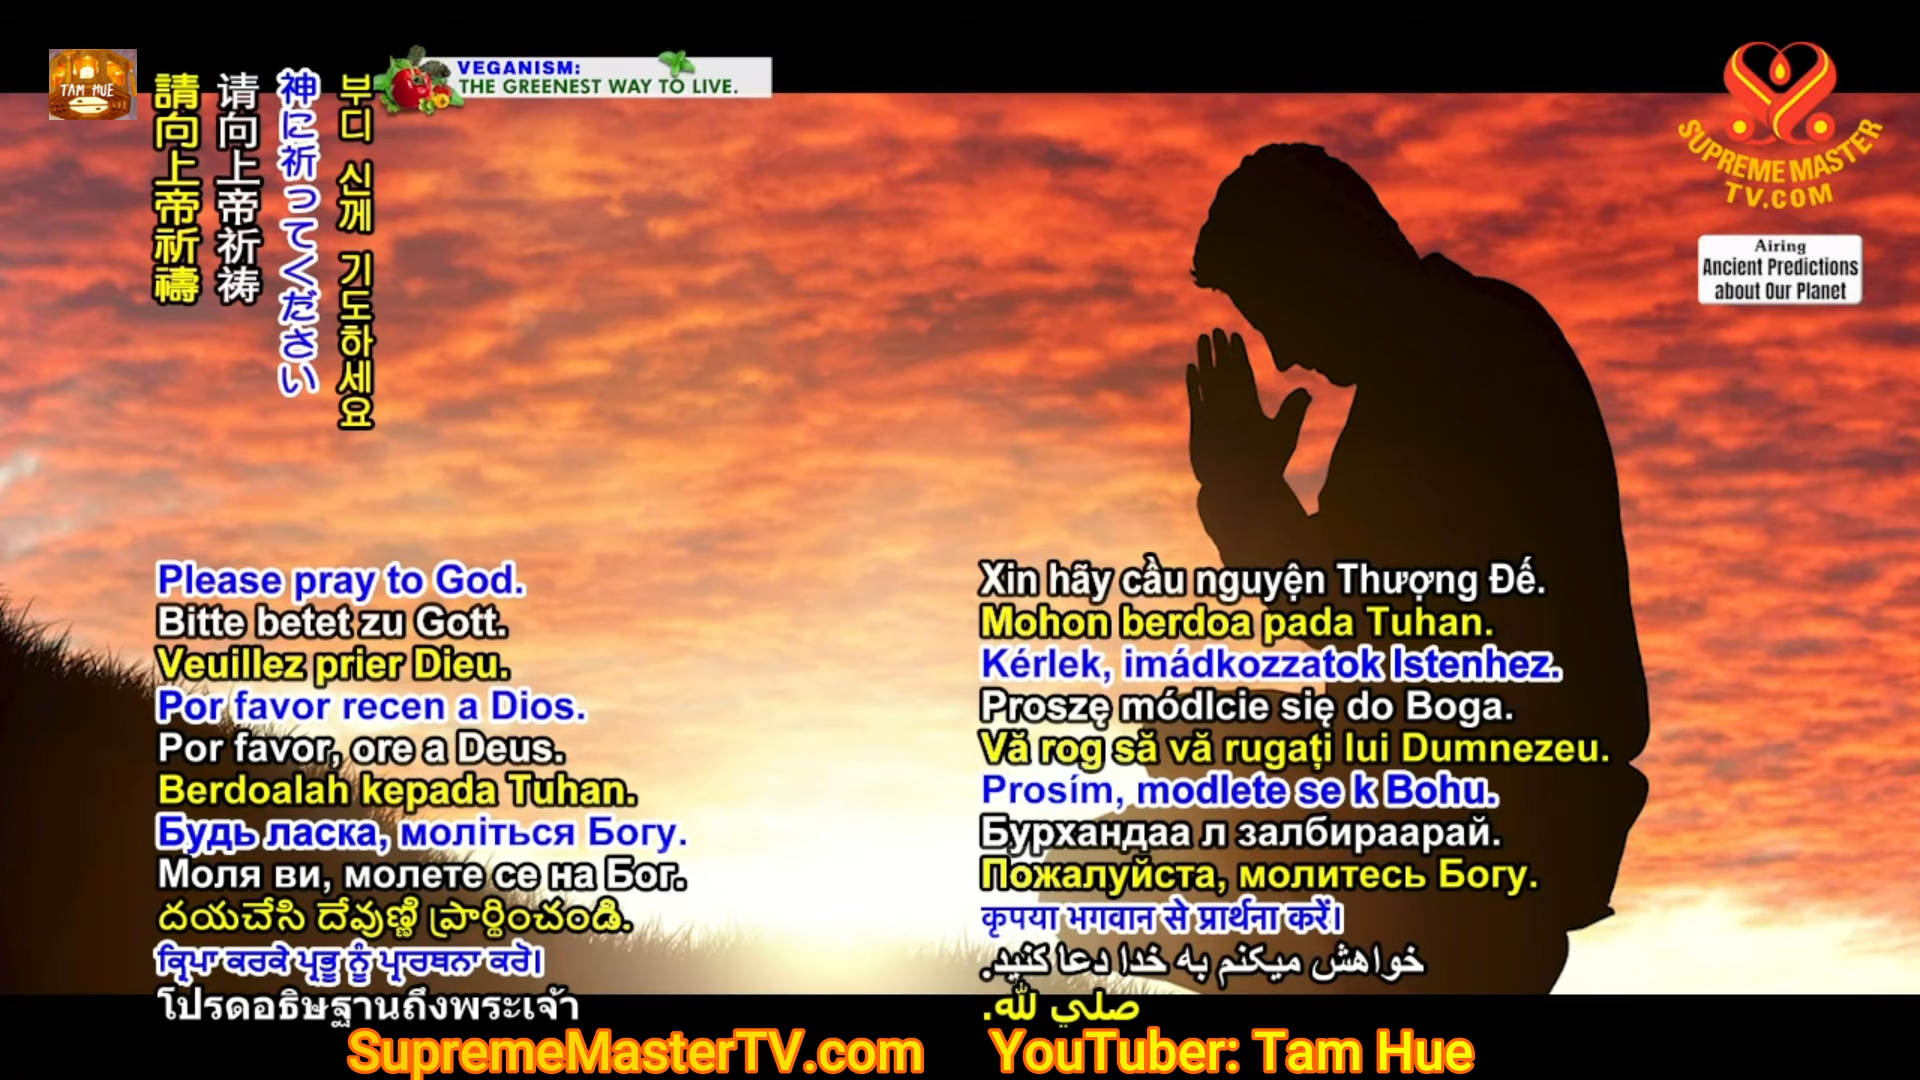 TAM HUE
請向上帝祈禱
请向上帝祈祷
神に祈ってください
부디 신께 기도하세요
VEGANISM:
THE GREENEST WAY TO LIVE.
SUPREME MASTER
TV.COM
Airing
Ancient Predictions
about Our Planet
Please pray to God.
Bitte betet zu Gott.
Veuillez prier Dieu.
Por favor recen a Dios.
Por favor, ore a Deus.
Berdoalah kepada Tuhan.
Будь ласка, моліться Богу.
Моля ви, молете се на Бог.
దయచేసి దేవుణ్ణి ప్రార్థించండి.
ਕ੍ਰਿਪਾ ਕਰਕੇ ਪ੍ਰਭੂ ਨੂੰ ਪ੍ਰਾਰਥਨਾ ਕਰੋ।
โปรดอธิษฐานถึงพระเจ้า
Xin hãy cầu nguyện Thượng Đế.
Mohon berdoa pada Tuhan.
Kérlek, imádkozzatok Istenhez.
Proszę módlcie się do Boga.
Vă rog să vă rugați lui Dumnezeu.
Prosím, modlete se k Bohu.
Бурхандаа л залбираарай.
Пожалуйста, молитесь Богу.
कृपया भगवान से प्रार्थना करें।
خواهش میکنم به خدا دعا کنید.
صلي لله.
SupremeMasterTV.com
YouTuber: Tam Hue